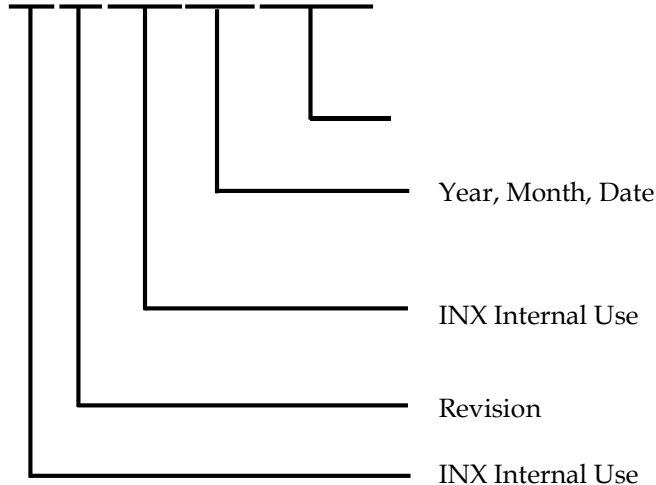 Year, Month, Date
INX Internal Use
Revision
INX Internal Use